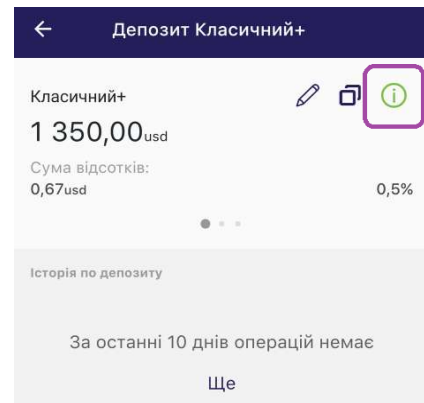 Депозит Класичний+
Класичний+
1 350,00usd
Сума відсотків:
0,67usd 0,5%
Історія по депозиту
За останні 10 днів операцій немає
Ще